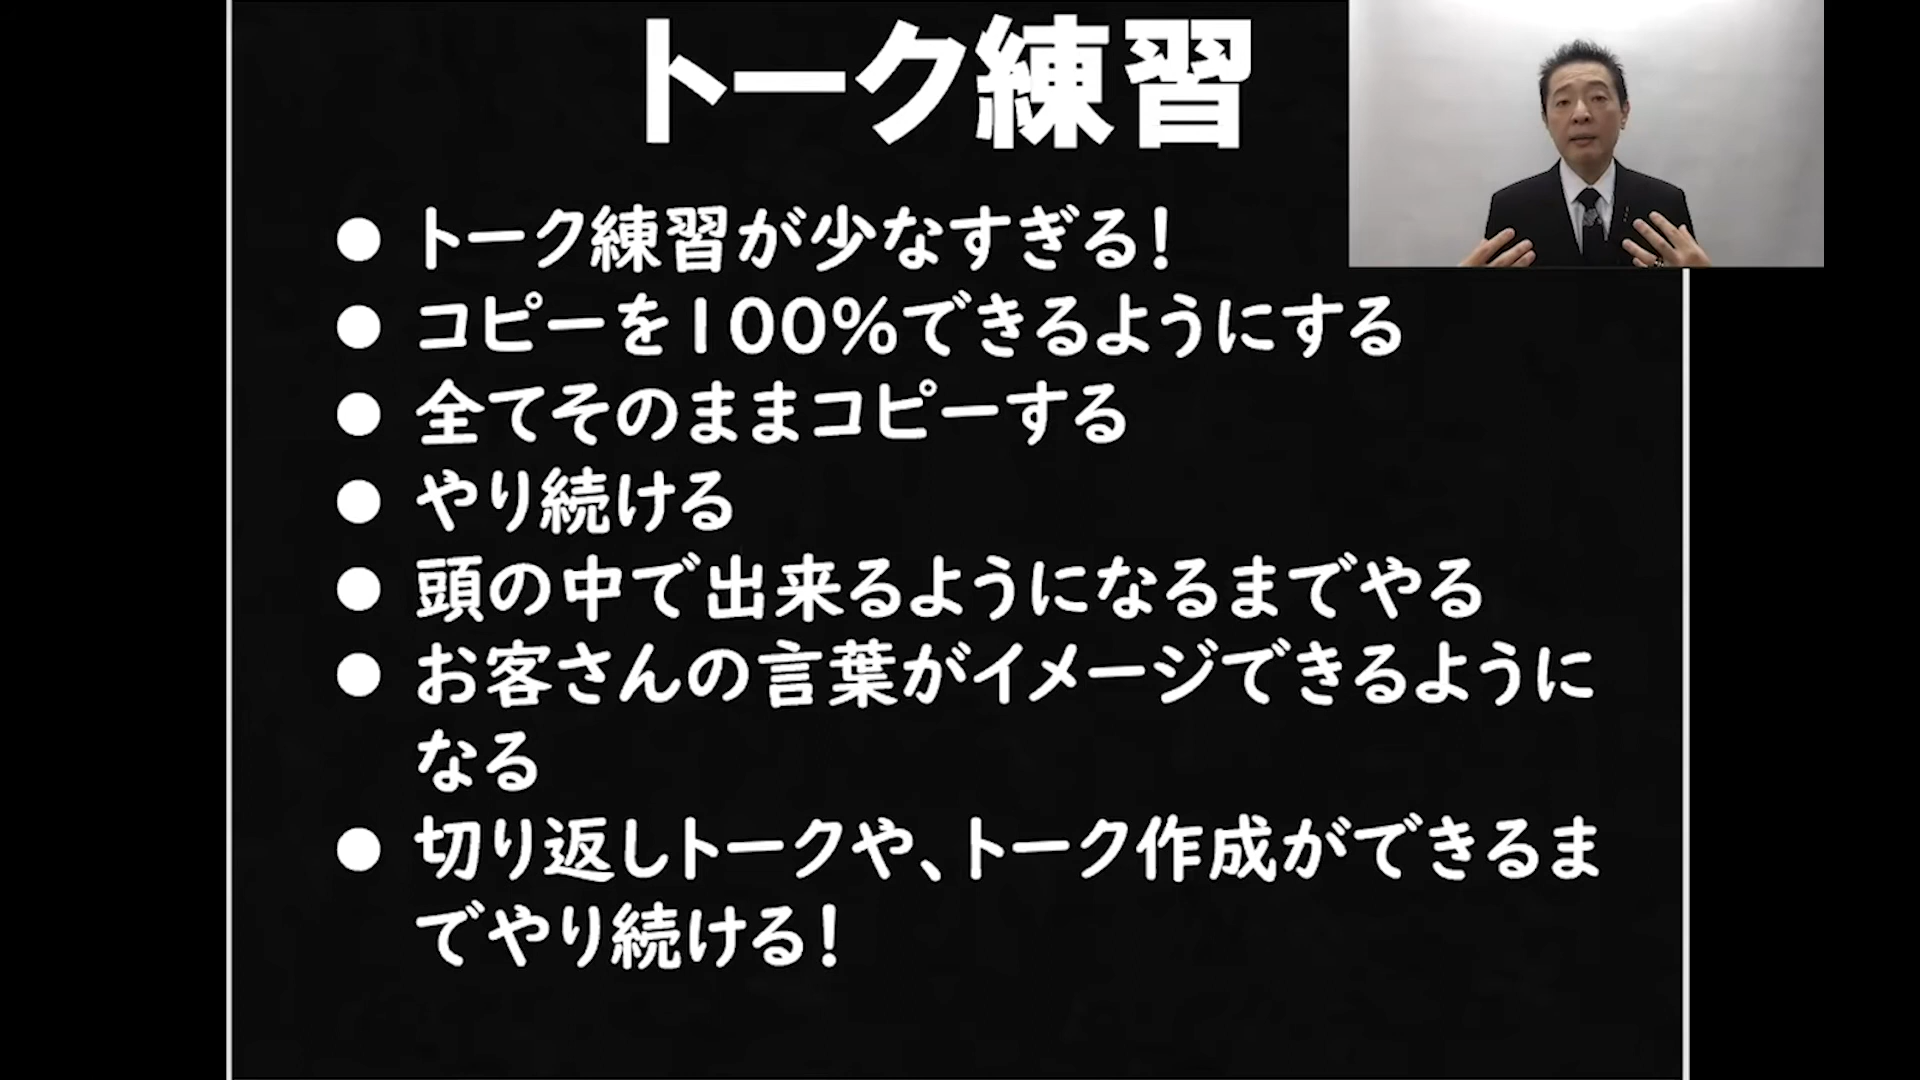 トーク練習
● トーク練習が少なすぎる！
● コピーを100%できるようにする
● 全てそのままコピーする
● やり続ける
● 頭の中で出来るようになるまでやる
● お客さんの言葉がイメージできるように
なる
● 切り返しトークや、トーク作成ができるま
でやり続ける！